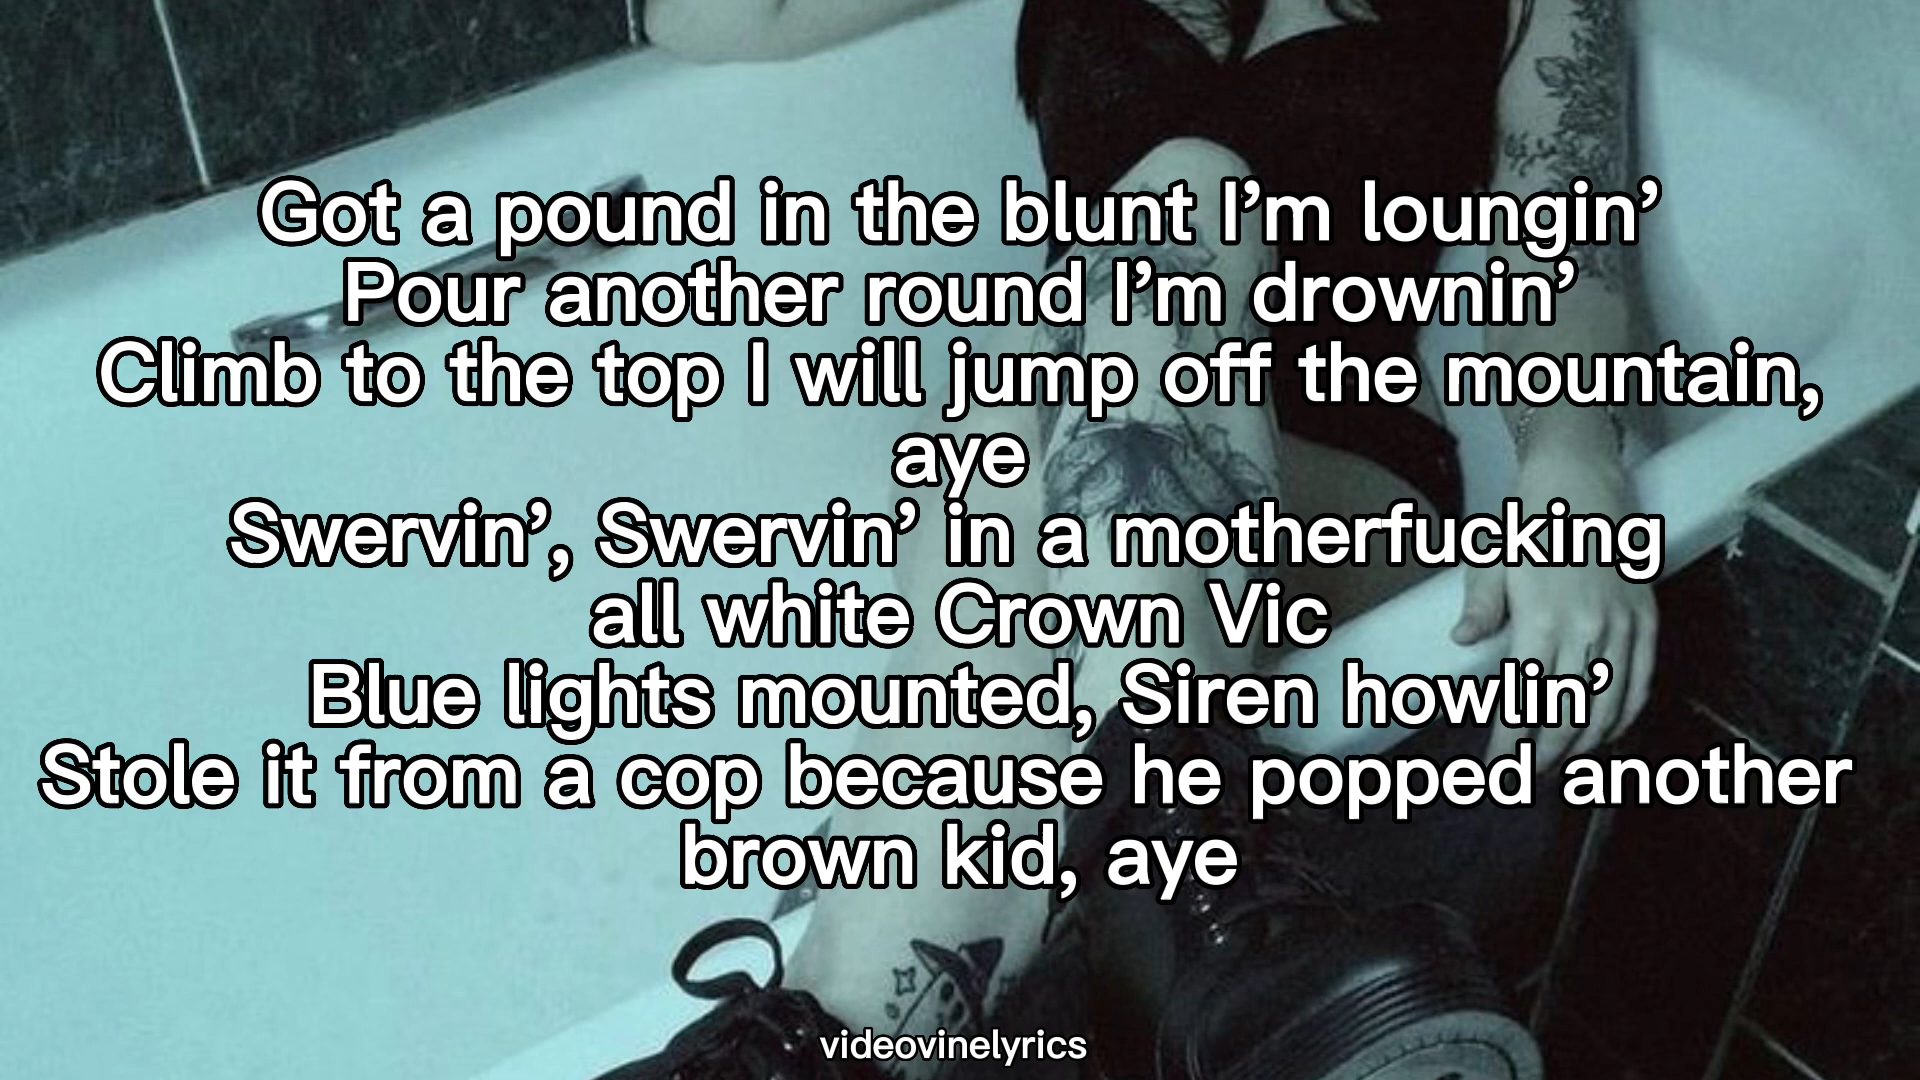 Got a pound in the blunt I’m loungin’
Pour another round I’m drownin’
Climb to the top I will jump off the mountain,
aye
Swervin’, Swervin’ in a motherfucking
all white Crown Vic
Blue lights mounted, Siren howlin’
Stole it from a cop because he popped another
brown kid, aye
videovinelyrics